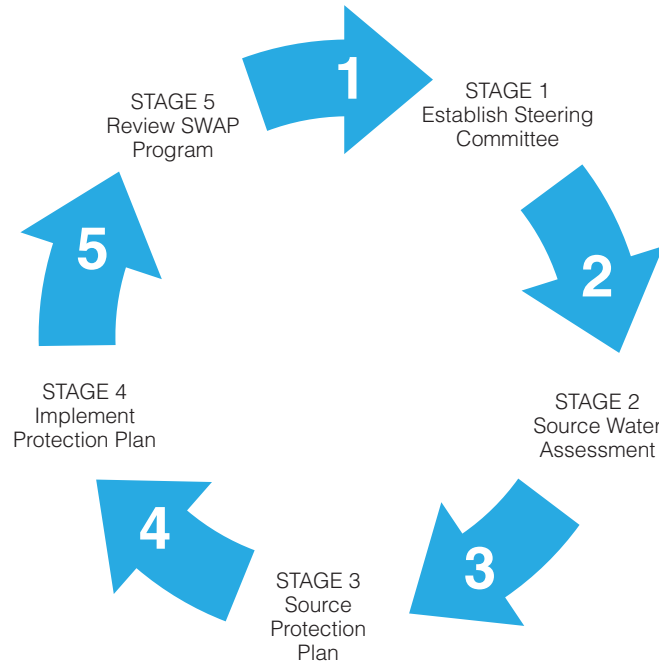 1
STAGE 1
Establish Steering
Committee
2
STAGE 2
Source Water
Assessment
3
STAGE 3
Source
Protection
Plan
4
STAGE 4
Implement
Protection Plan
5
STAGE 5
Review SWAP
Program